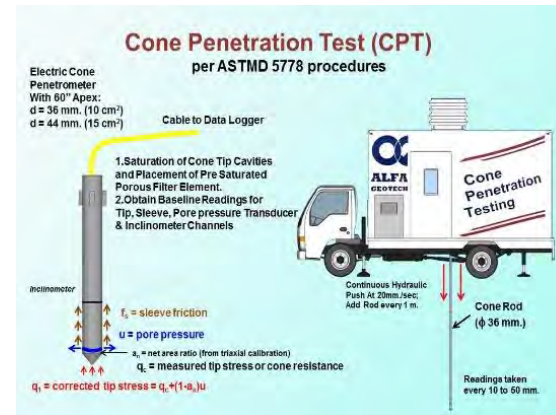 Cone Penetration Test (CPT)
per ASTMD 5778 procedures
Electric Cone
Penetrometer
With 60" Apex:
d = 36 mm. (10 cm²)
d = 44 mm. (15 cm²)
Cable to Data Logger
1.Saturation of Cone Tip Cavities
and Placement of Pre Saturated
Porous Filter Element.
2.Obtain Baseline Readings for
Tip, Sleeve, Pore pressure Transducer
& Inclinometer Channels
Inclinometer
fs = sleeve friction
u = pore pressure
an = net area ratio (from triaxial calibration)
qc = measured tip stress or cone resistance
qt = corrected tip stress = qc+(1-an)u
ALFA
GEOTECH
Cone
Penetration
Testing
Continuous Hydraulic
Push At 20mm./sec;
Add Rod every 1 m.
Cone Rod
(ϕ 36 mm.)
Readings taken
every 10 to 50 mm.